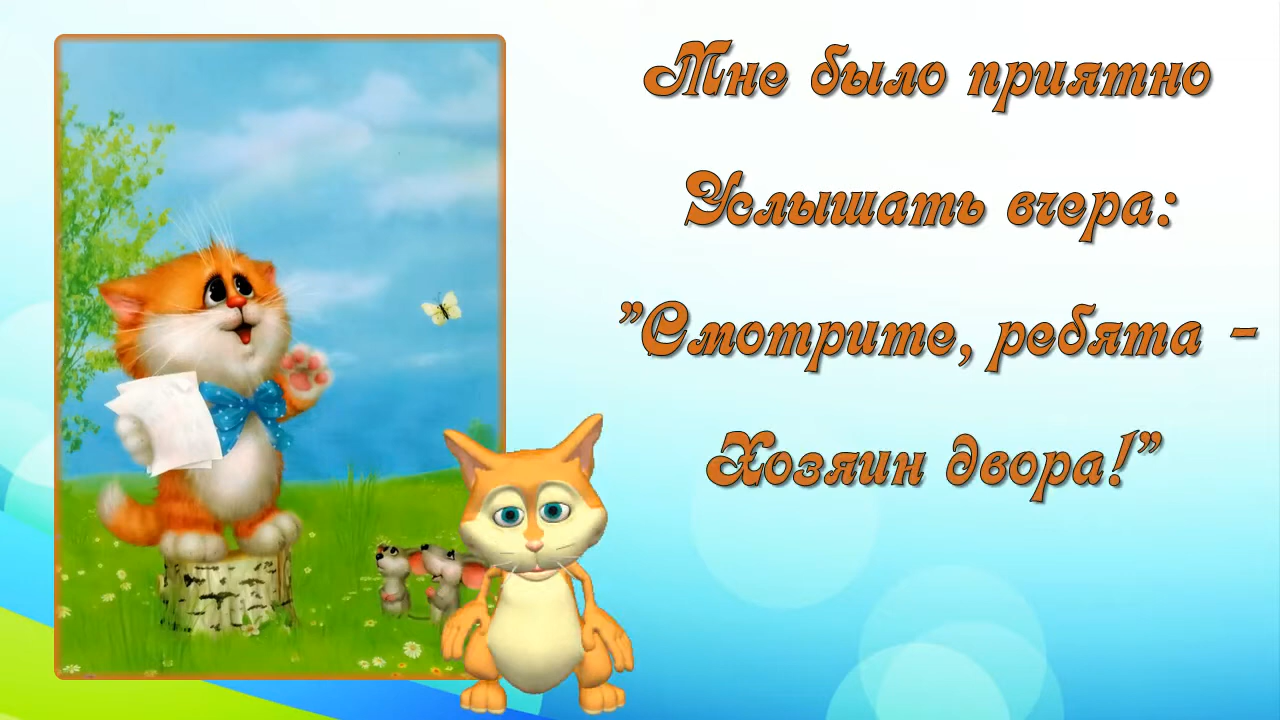 Мне было приятно
Услышать вчера:
"Смотрите, ребята -
Хозяин двора!"